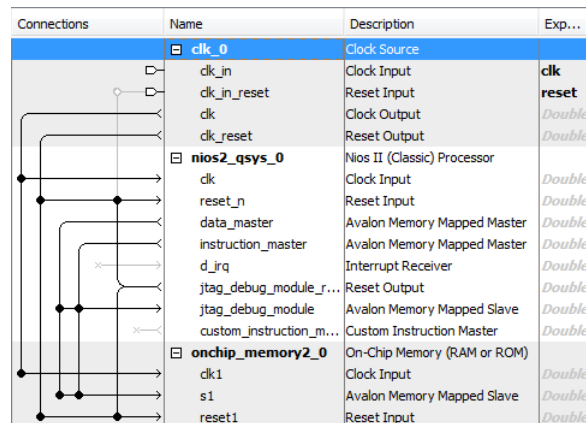 Connections Name Description Exp...
clk_0 Clock Source
clk_in Clock Input clk
clk_in_reset Reset Input reset
clk Clock Output Double
clk_reset Reset Output Double
nios2_qsys_0 Nios II (Classic) Processor
clk Clock Input Double
reset_n Reset Input Double
data_master Avalon Memory Mapped Master Double
instruction_master Avalon Memory Mapped Master Double
d_irq Interrupt Receiver Double
jtag_debug_module_r... Reset Output Double
jtag_debug_module Avalon Memory Mapped Slave Double
custom_instruction_m... Custom Instruction Master Double
onchip_memory2_0 On-Chip Memory (RAM or ROM)
clk1 Clock Input Double
s1 Avalon Memory Mapped Slave Double
reset1 Reset Input Double